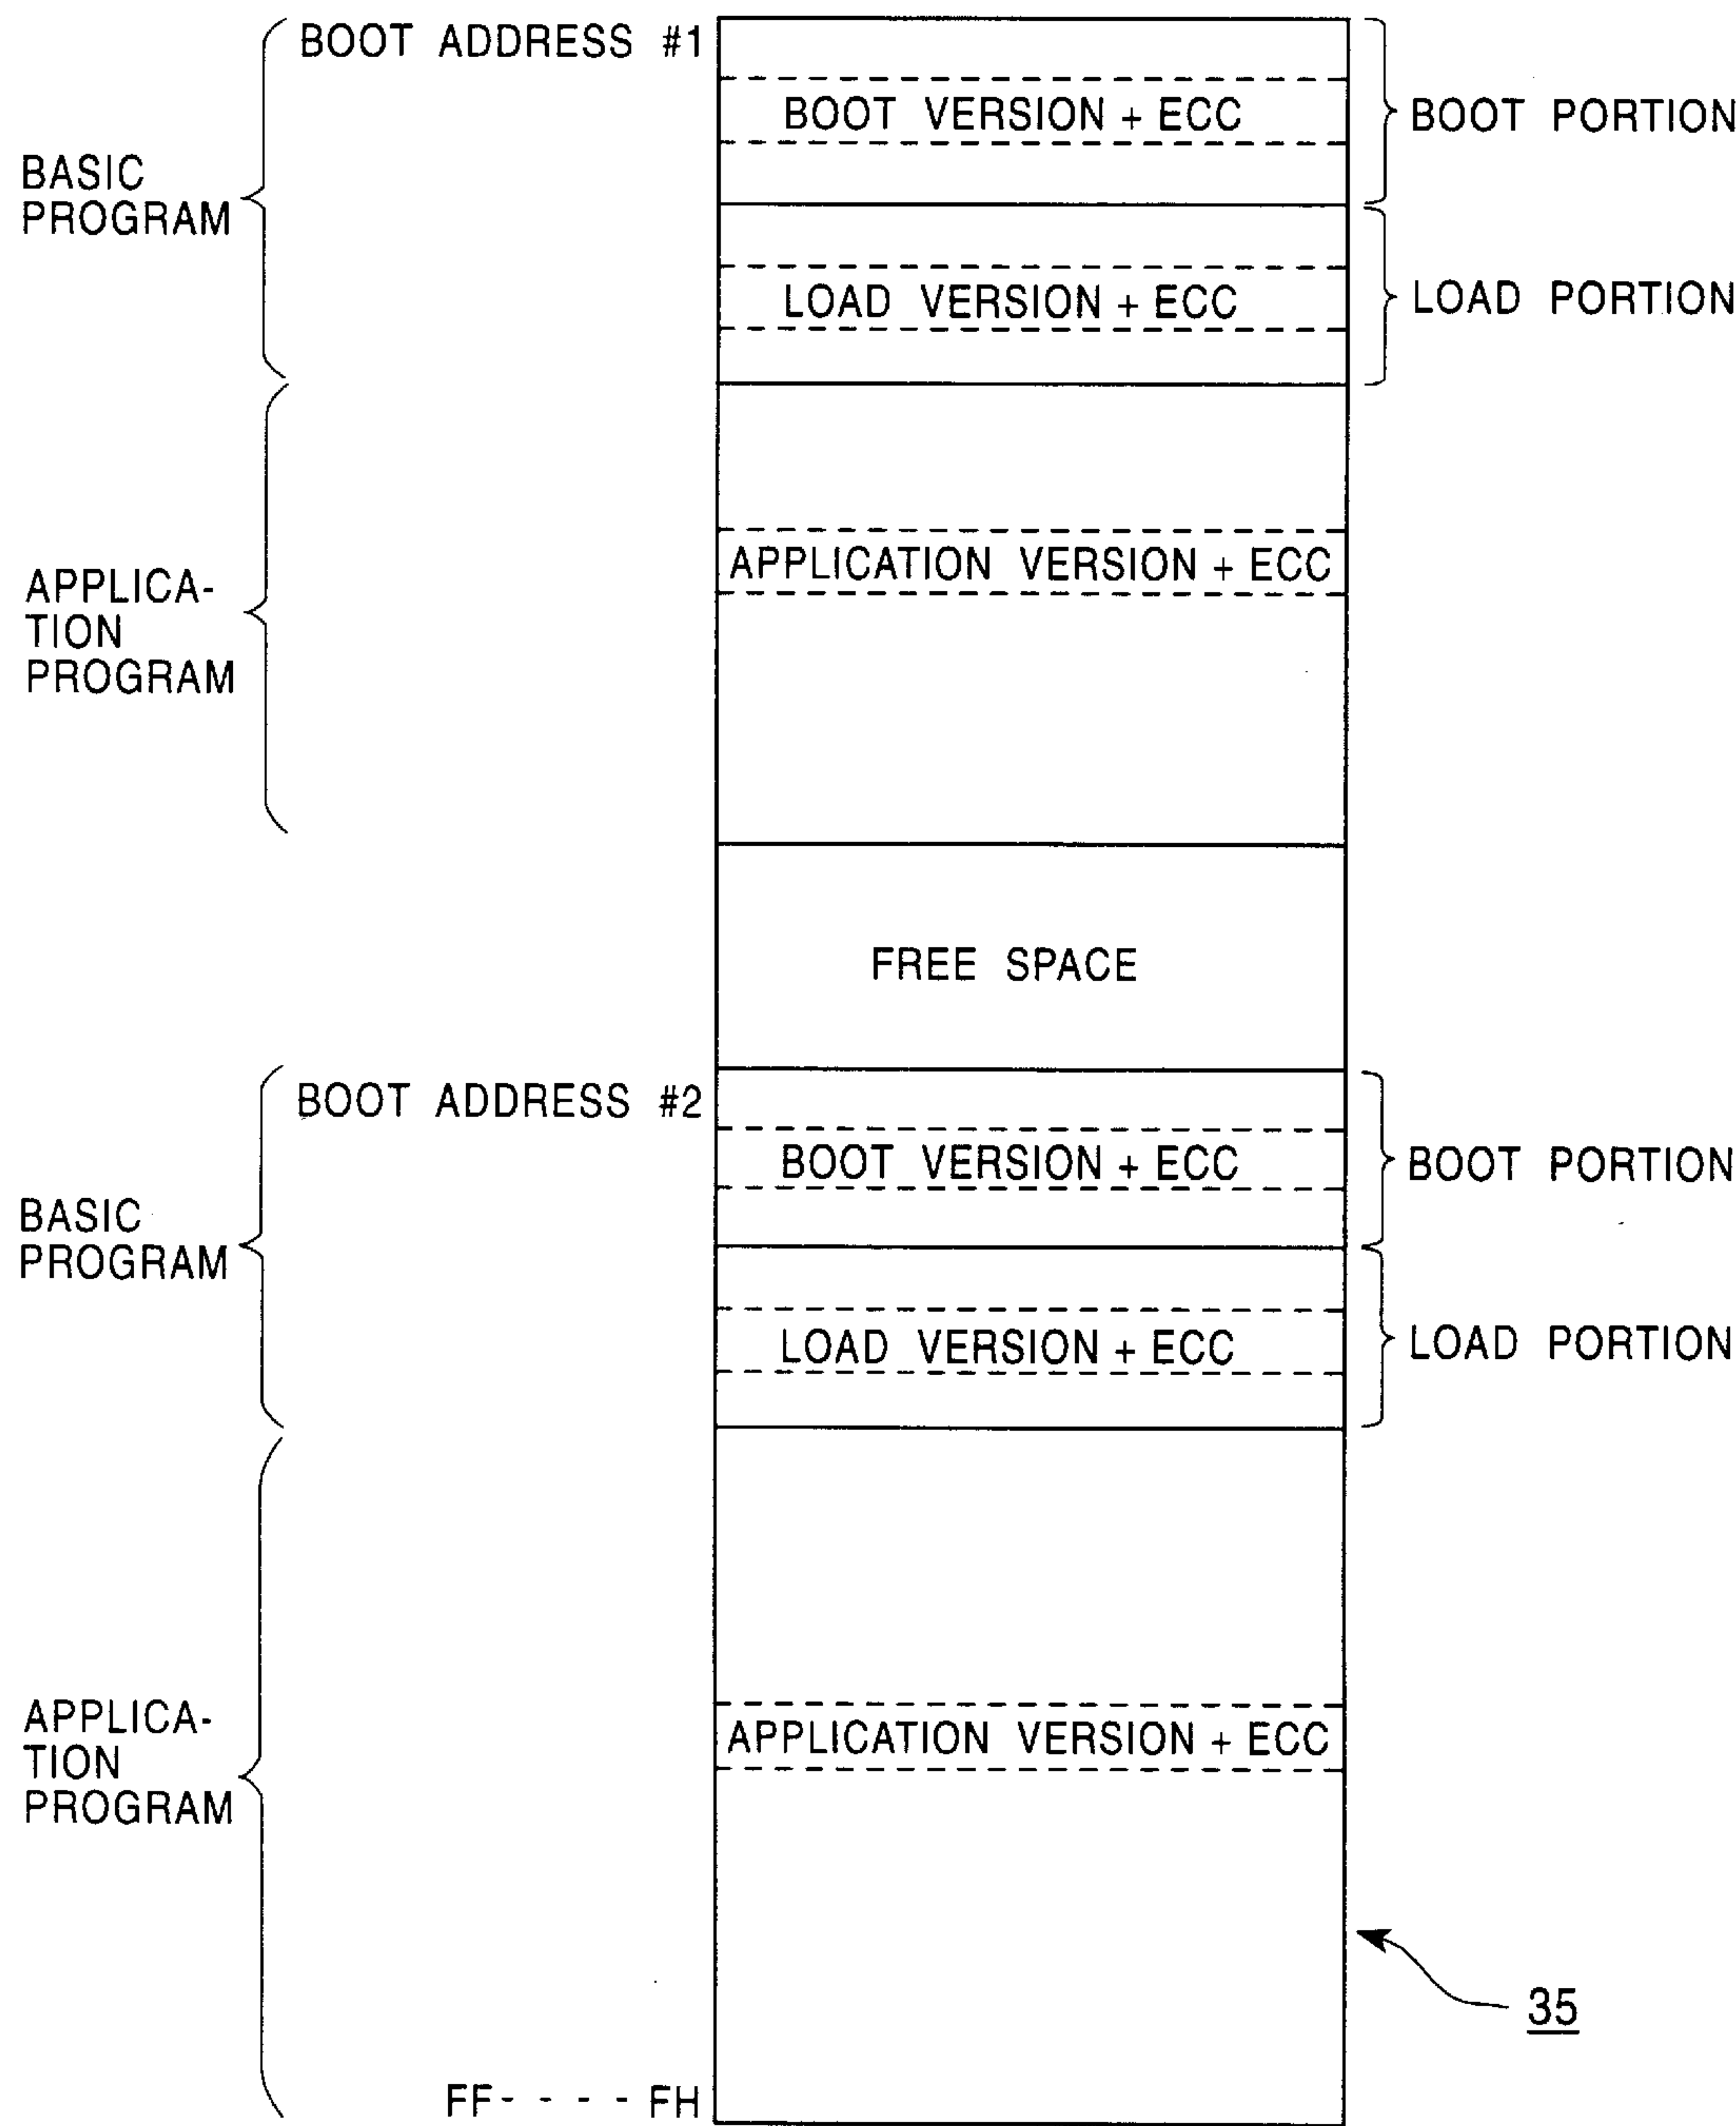 BOOT ADDRESS #1
BOOT VERSION + ECC
BOOT PORTION
BASIC
PROGRAM
LOAD VERSION + ECC
LOAD PORTION
APPLICATION VERSION + ECC
APPLICA-
TION
PROGRAM
FREE SPACE
BOOT ADDRESS #2
BOOT VERSION + ECC
BOOT PORTION
BASIC
PROGRAM
LOAD VERSION + ECC
LOAD PORTION
APPLICATION VERSION + ECC
APPLICA-
TION
PROGRAM
35
FF- - - - FH